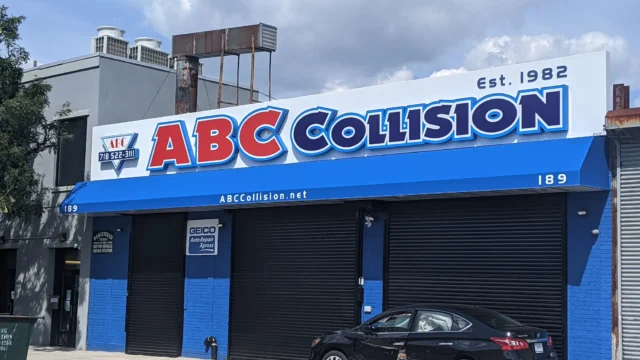 Est. 1982
ABC COLLISION
ABC
718 522-3111
ABCCollision.net
189
189
GEICO
Auto Repair
Xpress